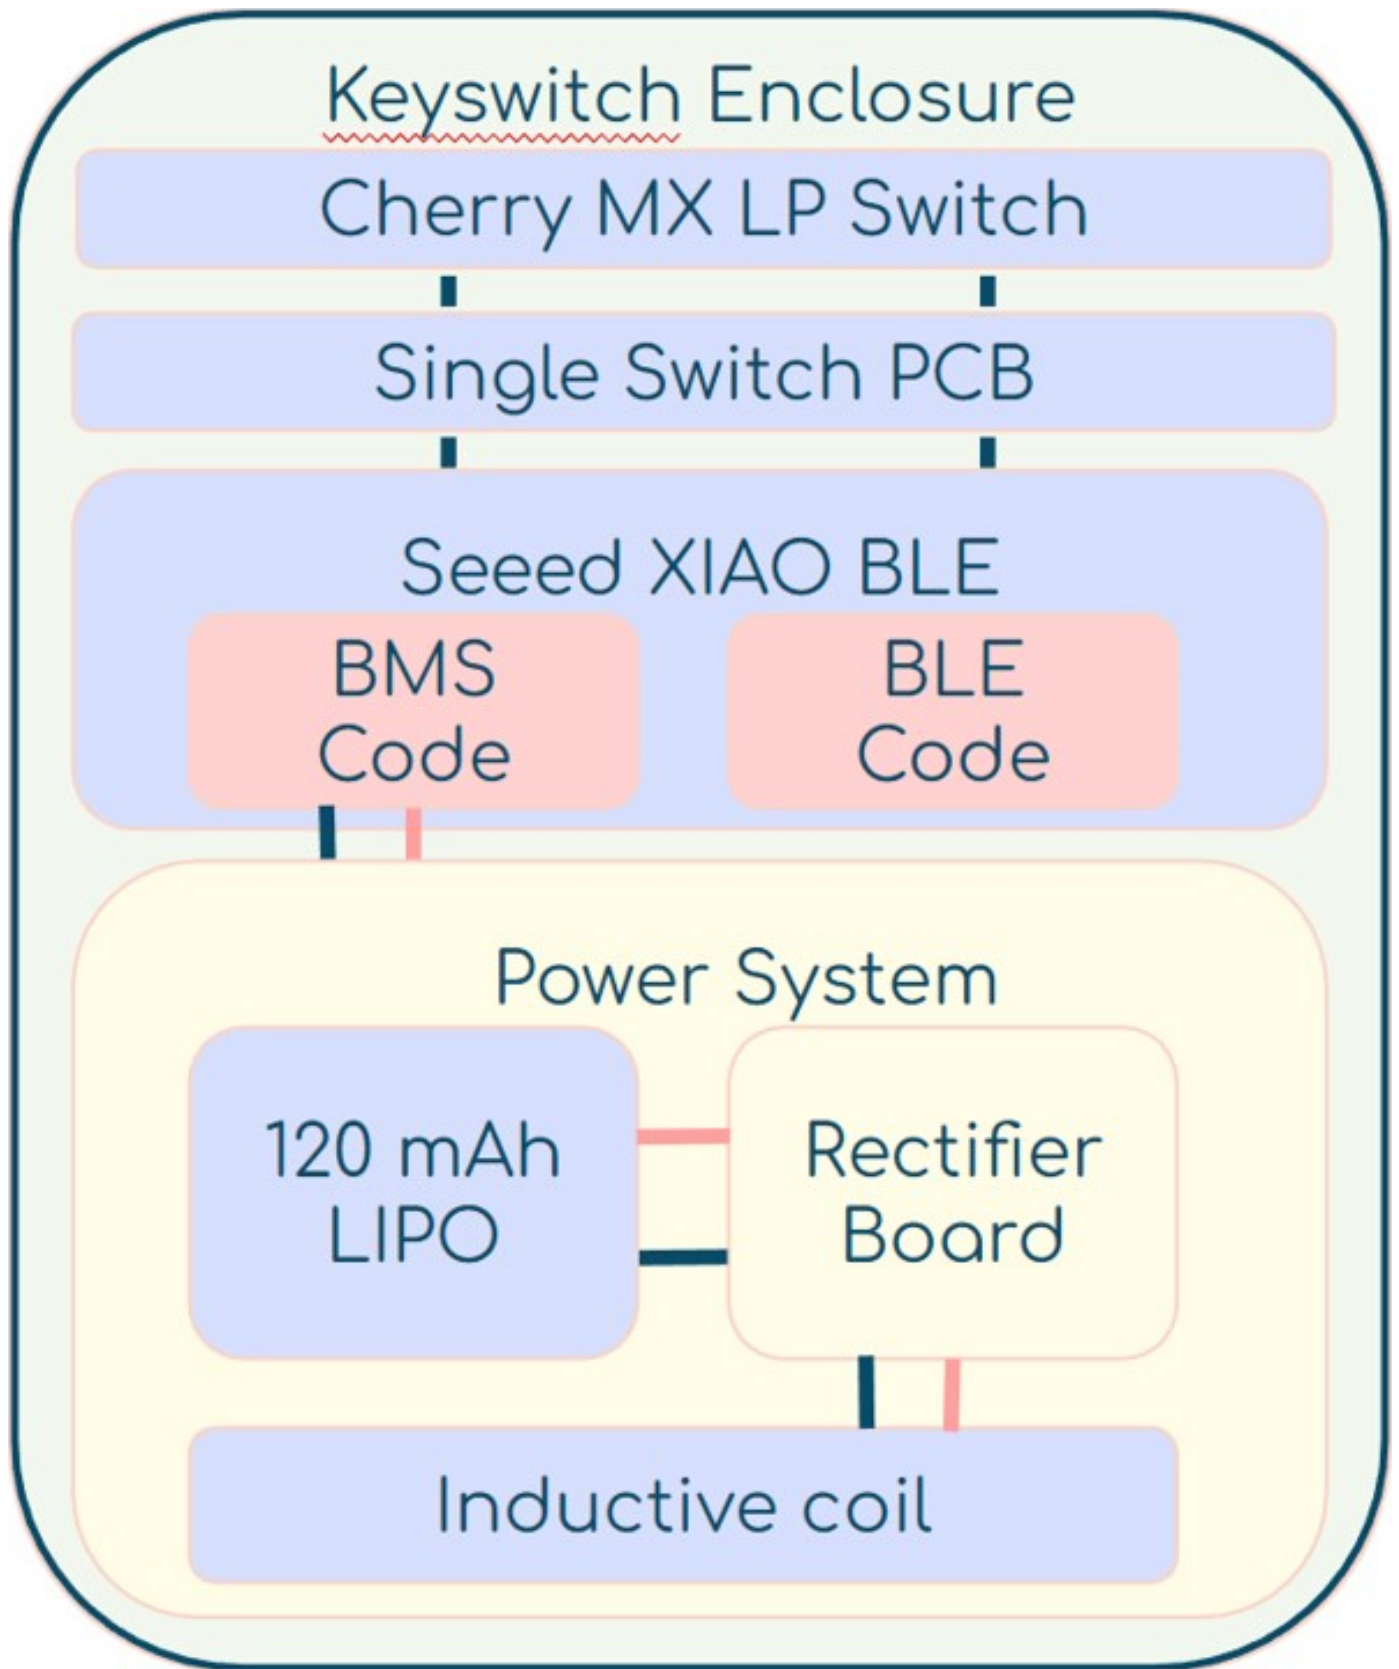 Keyswitch Enclosure
Cherry MX LP Switch
Single Switch PCB
Seeed XIAO BLE
BMS
Code
BLE
Code
Power System
120 mAh
LIPO
Rectifier
Board
Inductive coil